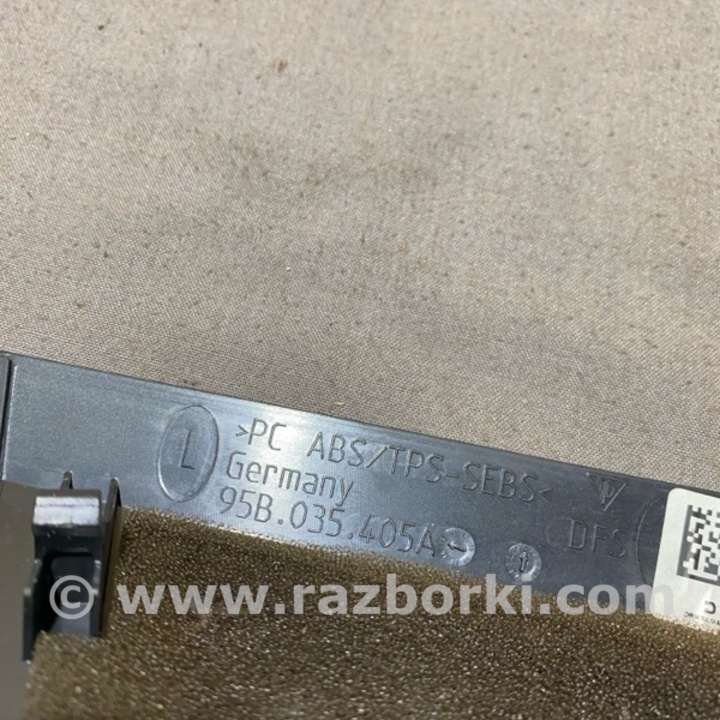 L
>PC ABS/TPS-SEBS<
Germany
95B.035.405A
DFS
© www.razborki.com